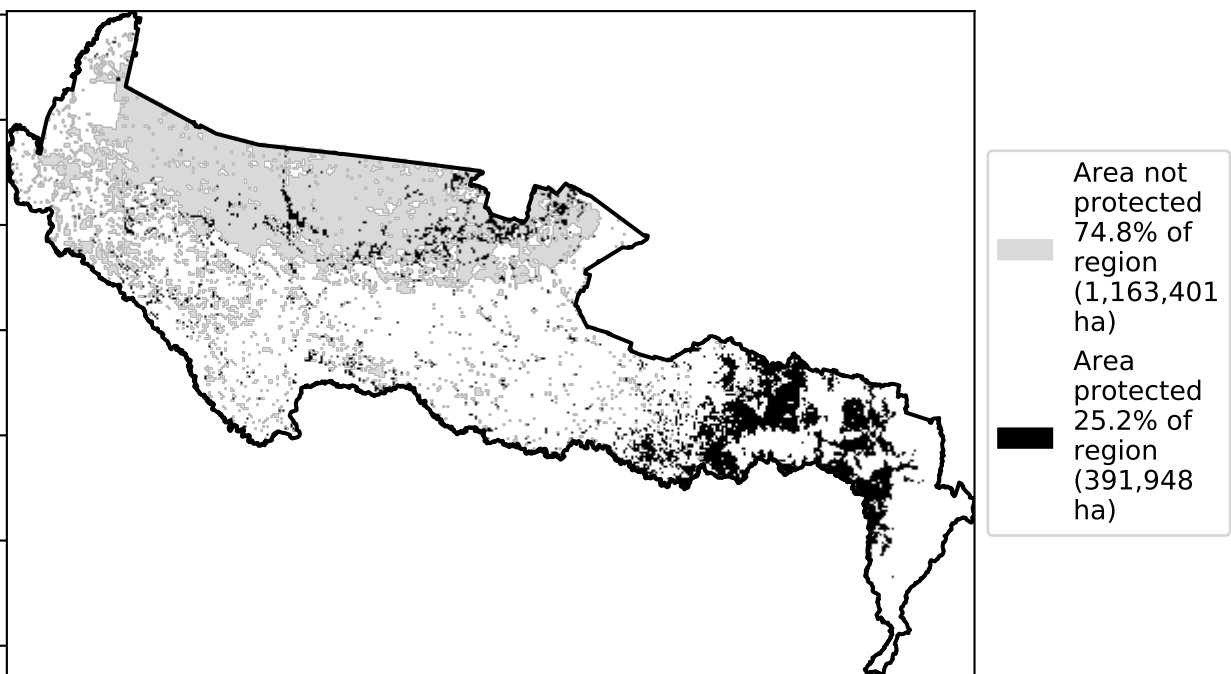 Area not
protected
74.8% of
region
(1,163,401
ha)
Area
protected
25.2% of
region
(391,948
ha)